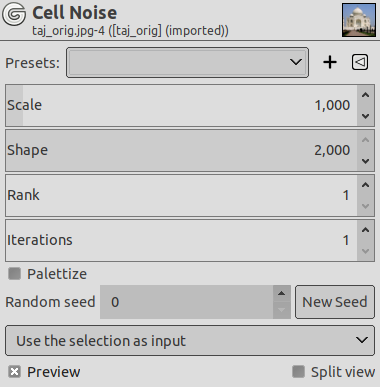 Cell Noise
taj_orig.jpg-4 ([taj_orig] (imported))
Presets:
Scale 1,000
Shape 2,000
Rank 1
Iterations 1
Palettize
Random seed 0 New Seed
Use the selection as input
Preview Split view